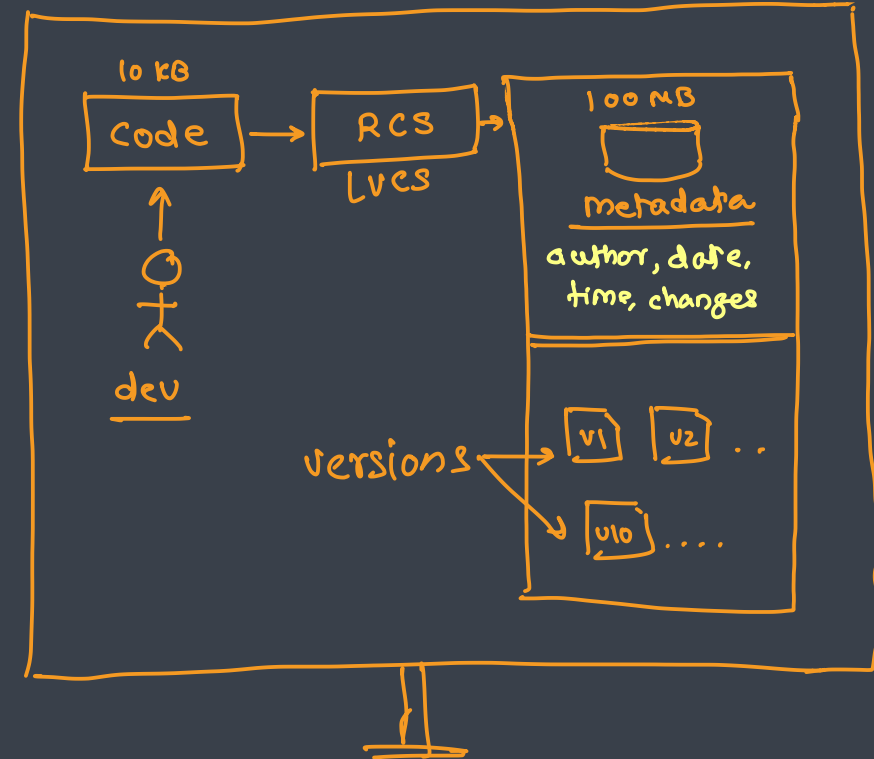 10 KB
Code
RCS
LVCS
100 MB
metadata
author, date,
time, changes
dev
versions
v1
v2
..
v10
....